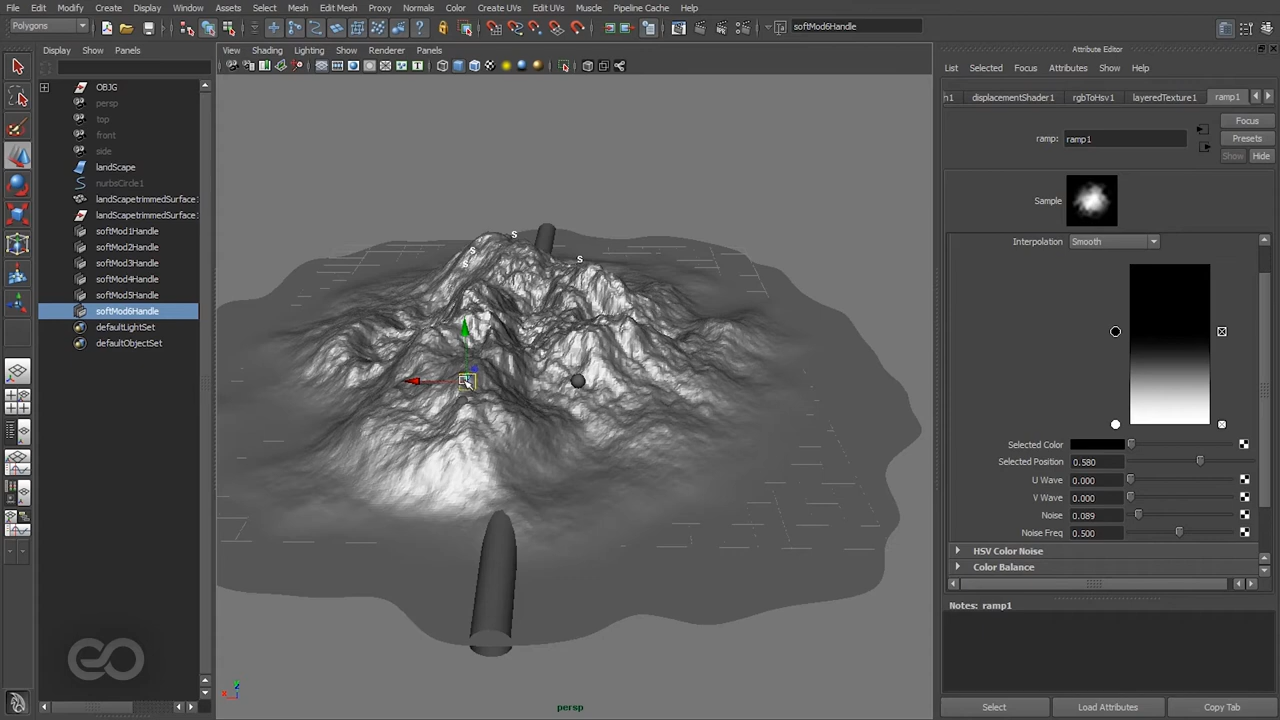 File Edit Modify Create Display Window Assets Select Mesh Edit Mesh Proxy Normals Color Create UVs Edit UVs Muscle Pipeline Cache Help
Polygons softMod6Handle
Display Show Panels
View Shading Lighting Show Renderer Panels
Attribute Editor
List Selected Focus Attributes Show Help
OBJG
persp
top
front
side
landScape
nurbsCircle1
landScapetrimmedSurface1
landScapetrimmedSurface1
softMod1Handle
softMod2Handle
softMod3Handle
softMod4Handle
softMod5Handle
softMod6Handle
defaultLightSet
defaultObjectSet
S
S
S
S
persp
h1 displacementShader1 rgbToHsv1 layeredTexture1 ramp1
Focus
ramp: ramp1 Presets
Show Hide
Sample
Interpolation Smooth
Selected Color
Selected Position 0.580
U Wave 0.000
V Wave 0.000
Noise 0.089
Noise Freq 0.500
HSV Color Noise
Color Balance
Notes: ramp1
Select Load Attributes Copy Tab